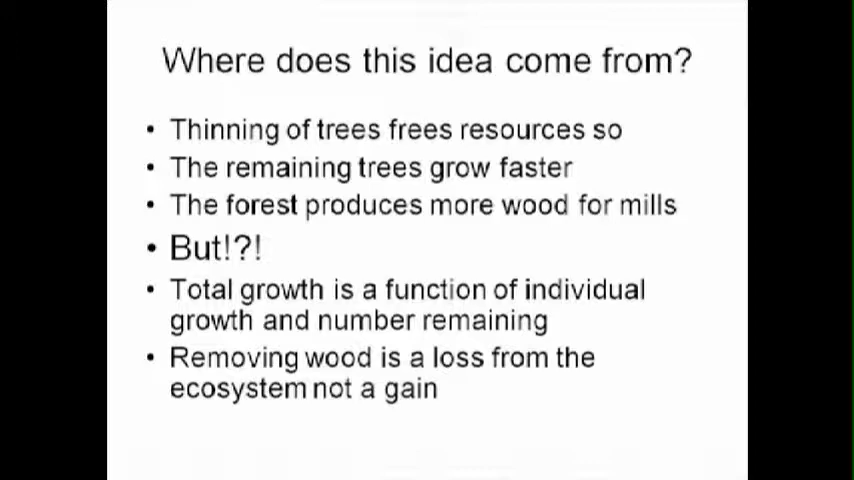 Where does this idea come from?
• Thinning of trees frees resources so
• The remaining trees grow faster
• The forest produces more wood for mills
• But!?!
• Total growth is a function of individual
growth and number remaining
• Removing wood is a loss from the
ecosystem not a gain